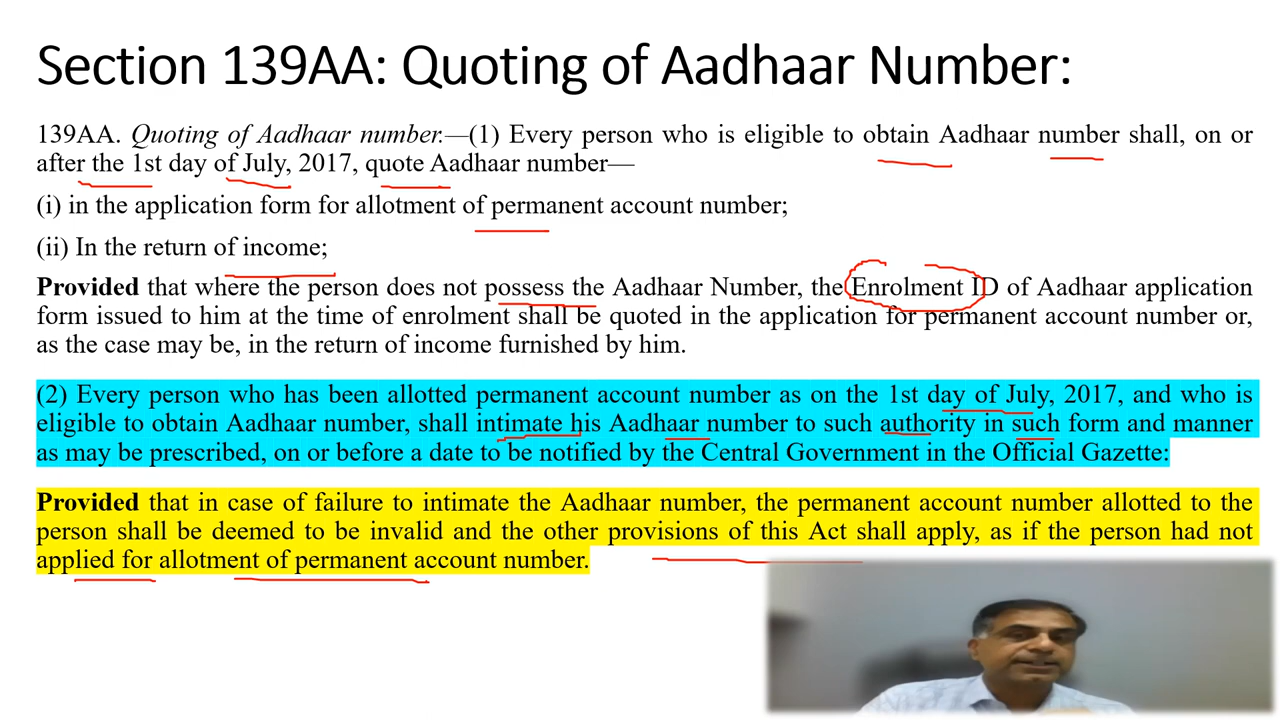 Section 139AA: Quoting of Aadhaar Number:
139AA. Quoting of Aadhaar number.—(1) Every person who is eligible to obtain Aadhaar number shall, on or
after the 1st day of July, 2017, quote Aadhaar number—
(i) in the application form for allotment of permanent account number;
(ii) In the return of income;
Provided that where the person does not possess the Aadhaar Number, the Enrolment ID of Aadhaar application
form issued to him at the time of enrolment shall be quoted in the application for permanent account number or,
as the case may be, in the return of income furnished by him.
(2) Every person who has been allotted permanent account number as on the 1st day of July, 2017, and who is
eligible to obtain Aadhaar number, shall intimate his Aadhaar number to such authority in such form and manner
as may be prescribed, on or before a date to be notified by the Central Government in the Official Gazette:
Provided that in case of failure to intimate the Aadhaar number, the permanent account number allotted to the
person shall be deemed to be invalid and the other provisions of this Act shall apply, as if the person had not
applied for allotment of permanent account number.